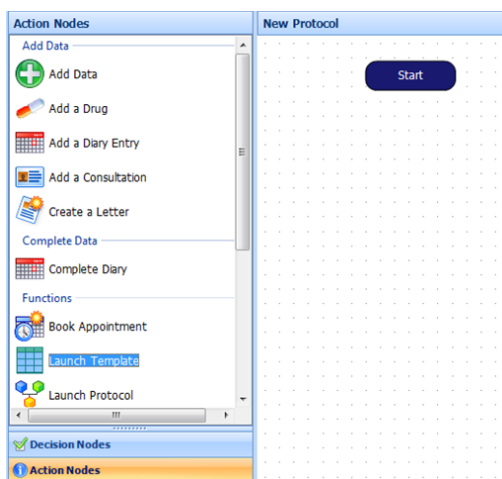 Action Nodes
Add Data
Add Data
Add a Drug
Add a Diary Entry
Add a Consultation
Create a Letter
Complete Data
Complete Diary
Functions
Book Appointment
Launch Template
Launch Protocol
Decision Nodes
Action Nodes
New Protocol
Start